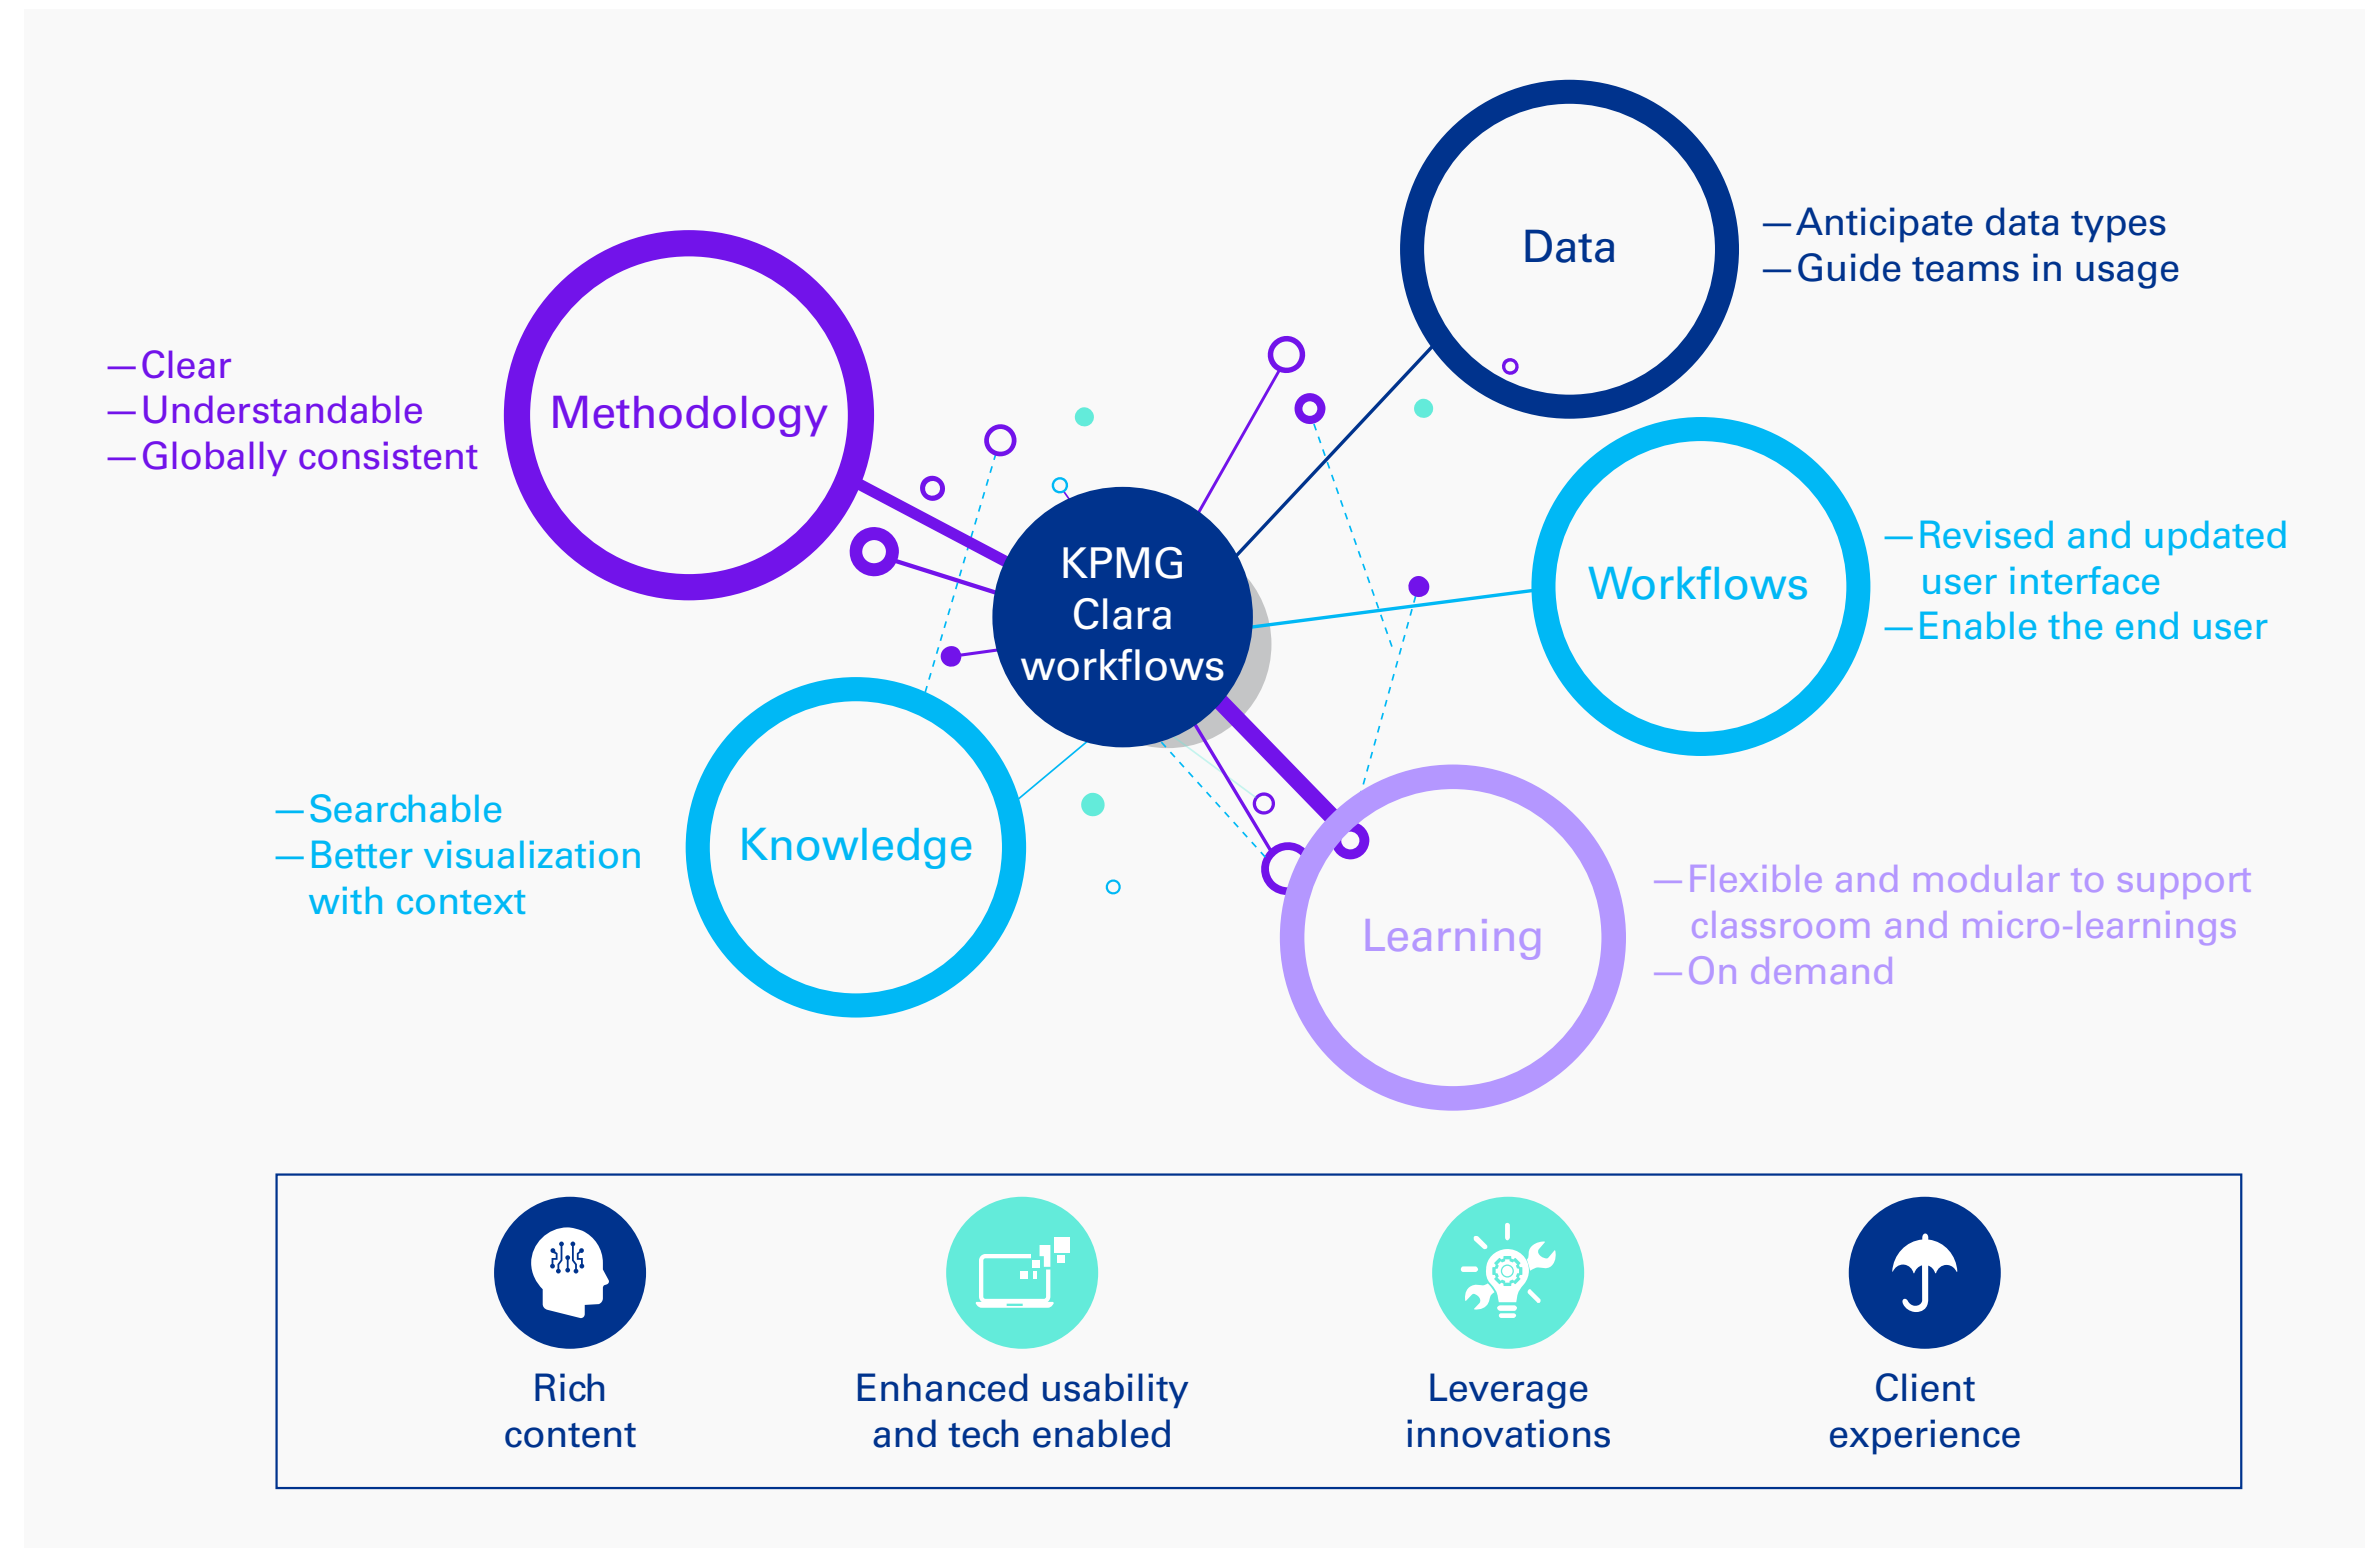 Data
—Anticipate data types
—Guide teams in usage
Methodology
—Clear
—Understandable
—Globally consistent
KPMG
Clara
workflows
Workflows
—Revised and updated
user interface
—Enable the end user
Knowledge
—Searchable
—Better visualization
with context
Learning
—Flexible and modular to support
classroom and micro-learnings
—On demand
Rich
content
Enhanced usability
and tech enabled
Leverage
innovations
Client
experience